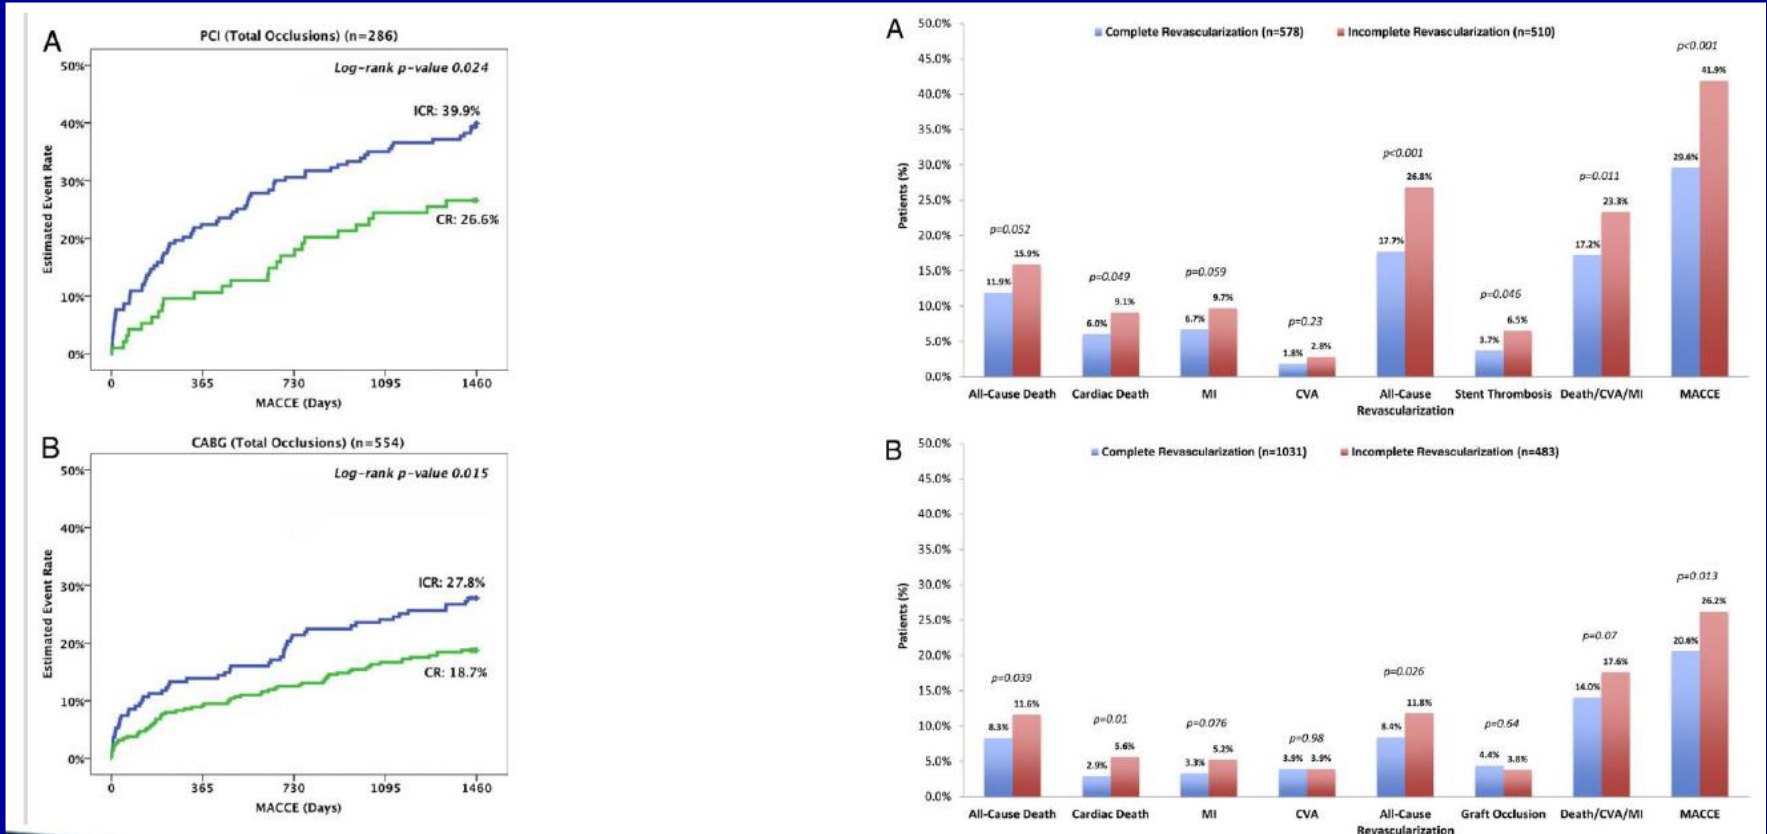 A
PCI (Total Occlusions) (n=286)
Log-rank p-value 0.024
50%
40%
30%
20%
10%
0%
Estimated Event Rate
ICR: 39.9%
CR: 26.6%
0 365 730 1095 1460
MACCE (Days)
B
CABG (Total Occlusions) (n=554)
Log-rank p-value 0.015
50%
40%
30%
20%
10%
0%
Estimated Event Rate
ICR: 27.8%
CR: 18.7%
0 365 730 1095 1460
MACCE (Days)
A
Complete Revascularization (n=578) Incomplete Revascularization (n=510)
50.0%
45.0%
40.0%
35.0%
30.0%
25.0%
20.0%
15.0%
10.0%
5.0%
0.0%
Patients (%)
p=0.052
11.9% 15.9%
p=0.049
6.0% 9.1%
p=0.059
6.7% 9.7%
p=0.23
1.8% 2.8%
p<0.001
17.7% 26.8%
p=0.046
3.7% 6.5%
p=0.011
17.2% 23.3%
p<0.001
29.6% 41.9%
All-Cause Death Cardiac Death MI CVA All-Cause Stent Thrombosis Death/CVA/MI MACCE
Revascularization
B
Complete Revascularization (n=1031) Incomplete Revascularization (n=483)
50.0%
45.0%
40.0%
35.0%
30.0%
25.0%
20.0%
15.0%
10.0%
5.0%
0.0%
Patients (%)
p=0.039
8.3% 11.6%
p=0.01
2.9% 5.6%
p=0.076
3.3% 5.2%
p=0.98
3.9% 3.9%
p=0.026
8.4% 11.8%
p=0.64
4.4% 3.8%
p=0.07
14.0% 17.6%
p=0.013
20.6% 26.2%
All-Cause Death Cardiac Death MI CVA All-Cause Graft Occlusion Death/CVA/MI MACCE
Revascularization